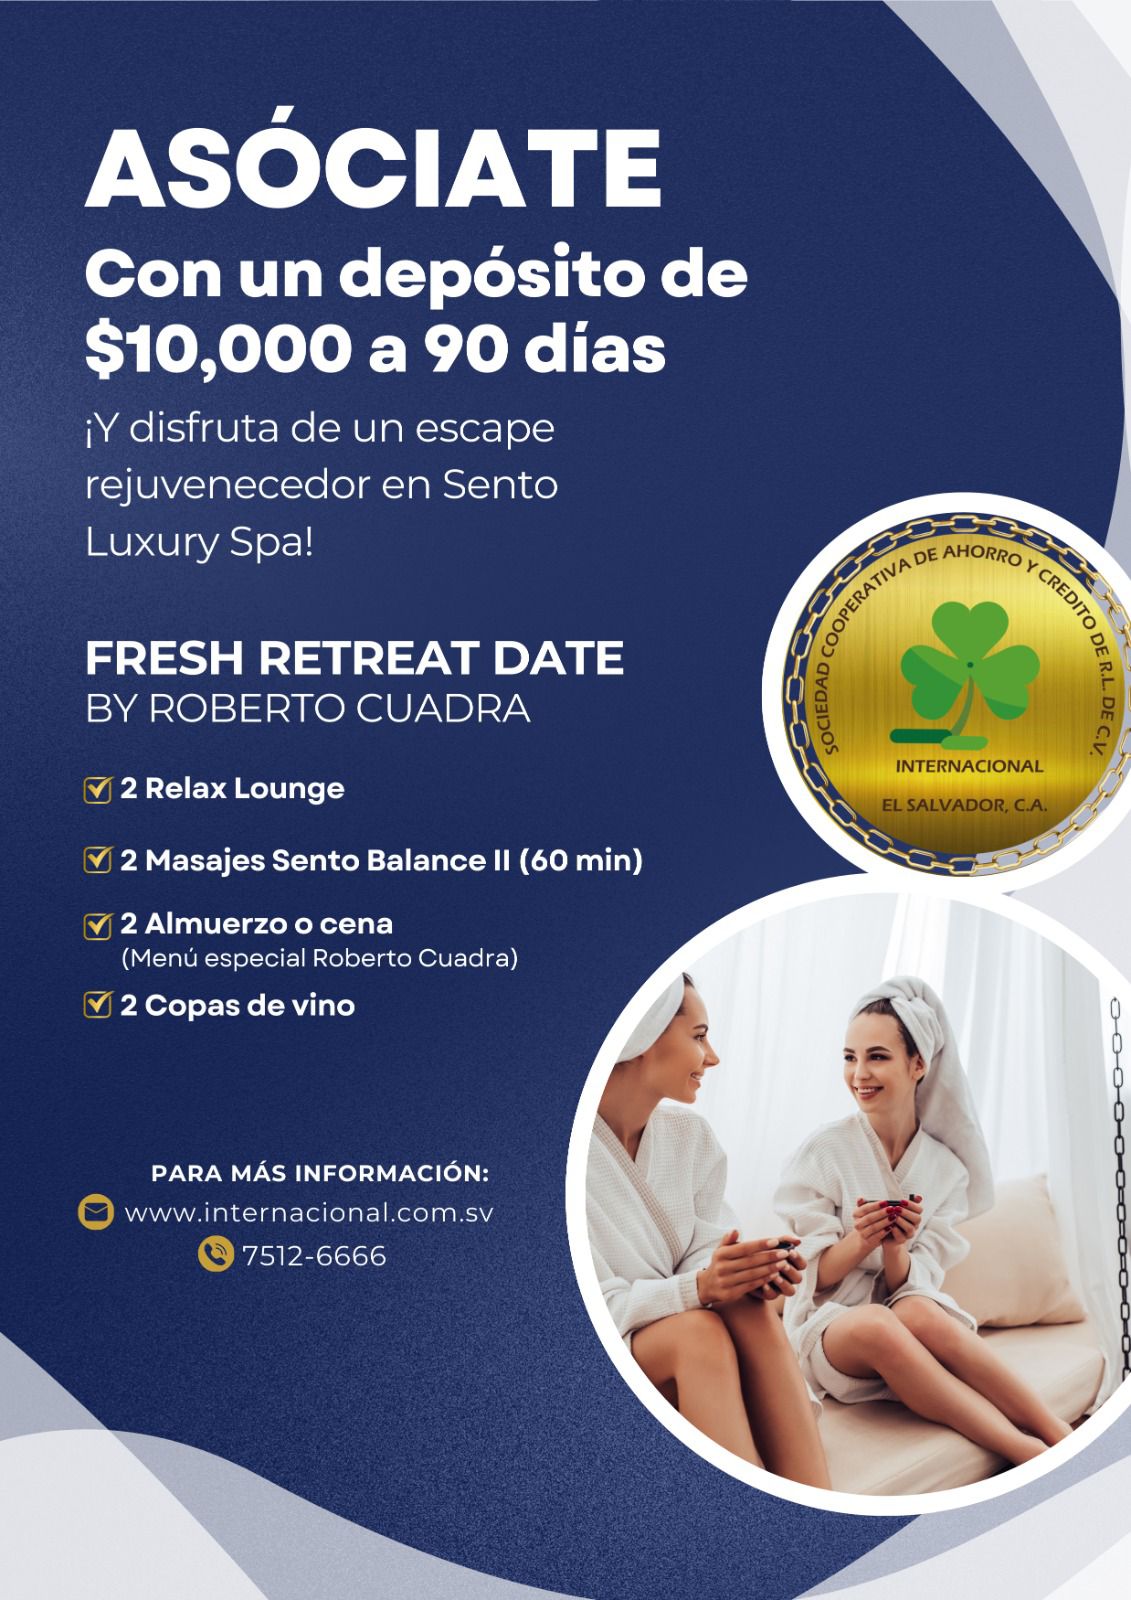 ASÓCIATE
Con un depósito de
$10,000 a 90 días
¡Y disfruta de un escape
rejuvenecedor en Sento
Luxury Spa!
SOCIEDAD COOPERATIVA DE AHORRO Y CREDITO DE R.L. DE C.V.
INTERNACIONAL
EL SALVADOR, C.A.
FRESH RETREAT DATE
BY ROBERTO CUADRA
2 Relax Lounge
2 Masajes Sento Balance II (60 min)
2 Almuerzo o cena
(Menú especial Roberto Cuadra)
2 Copas de vino
PARA MÁS INFORMACIÓN:
www.internacional.com.sv
7512-6666